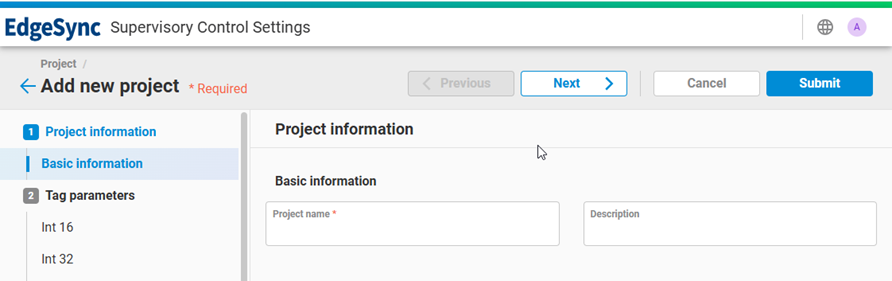 EdgeSync Supervisory Control Settings A
Project /
Add new project * Required Previous Next Cancel Submit
1 Project information
Basic information
2 Tag parameters
Int 16
Int 32
Project information
Basic information
Project name * Description